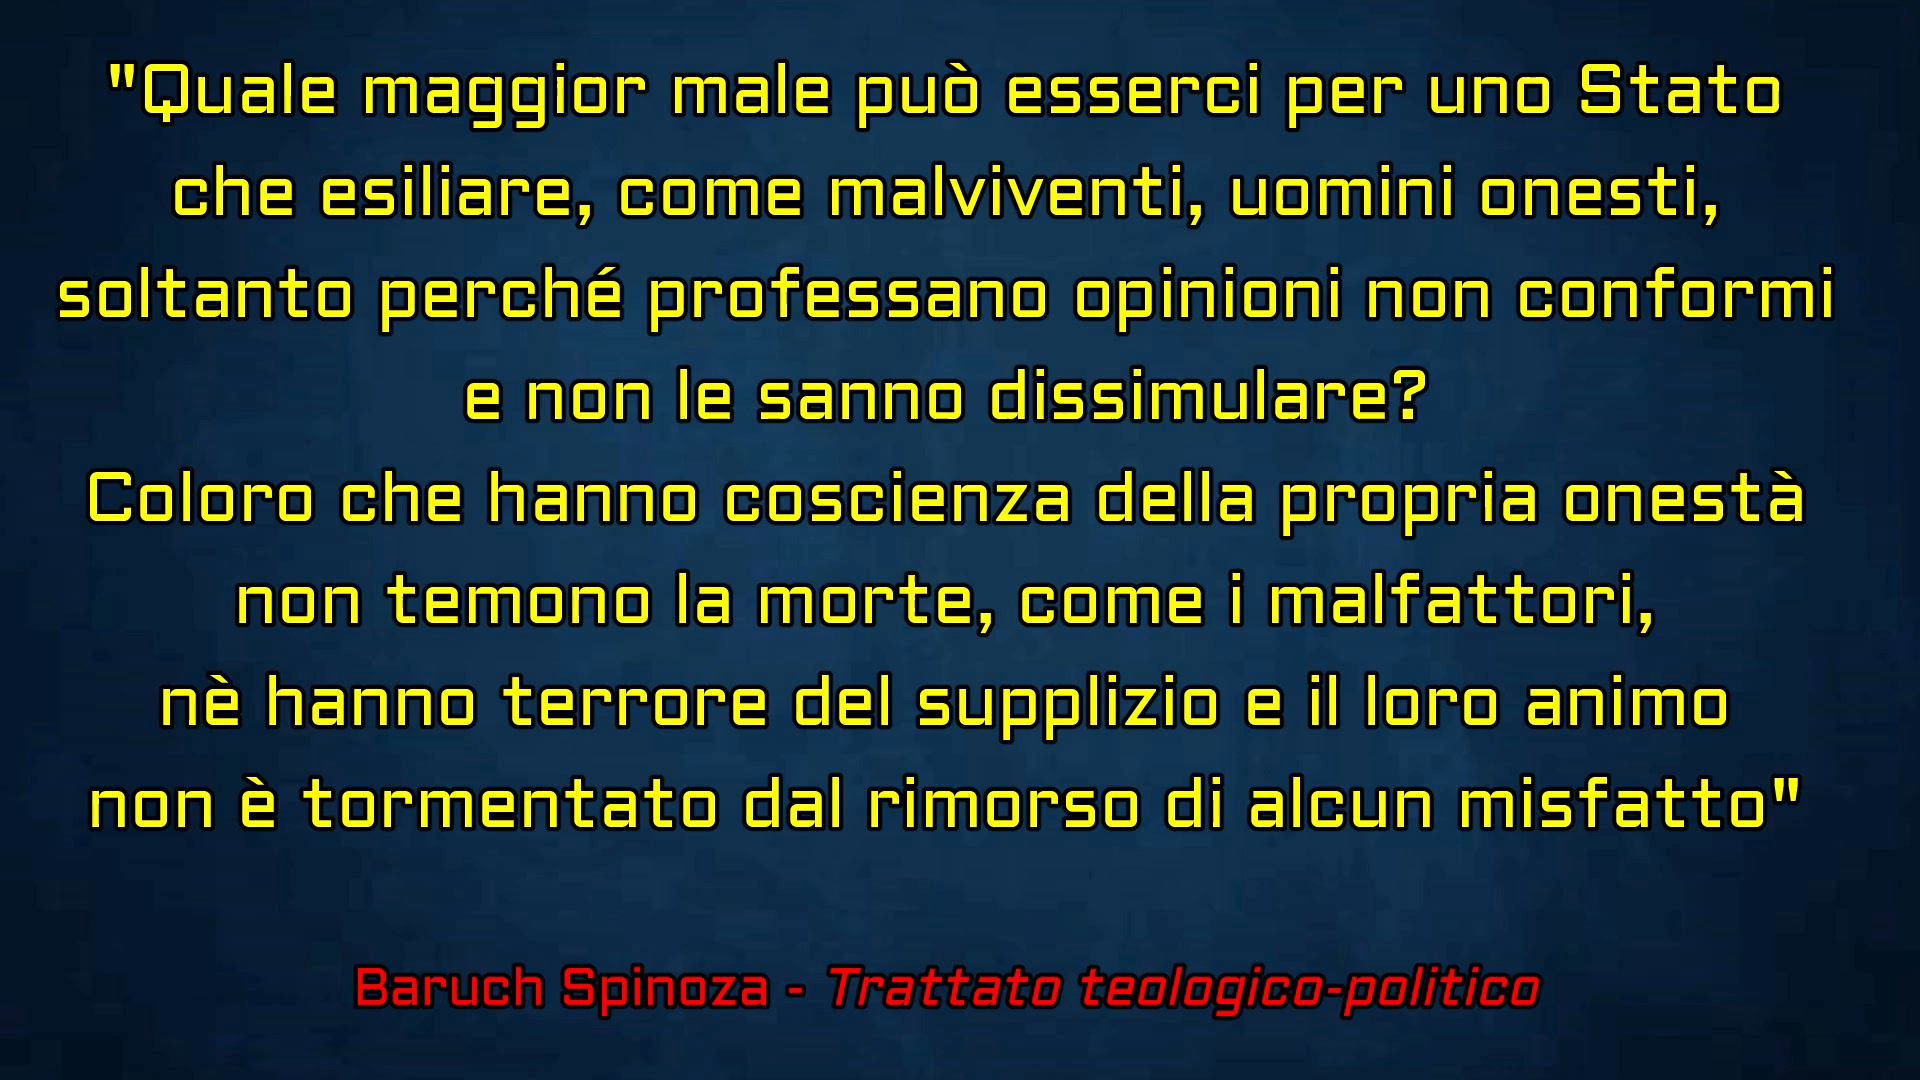 "Quale maggior male può esserci per uno Stato
che esiliare, come malviventi, uomini onesti,
soltanto perché professano opinioni non conformi
e non le sanno dissimulare?
Coloro che hanno coscienza della propria onestà
non temono la morte, come i malfattori,
nè hanno terrore del supplizio e il loro animo
non è tormentato dal rimorso di alcun misfatto"
Baruch Spinoza - Trattato teologico-politico